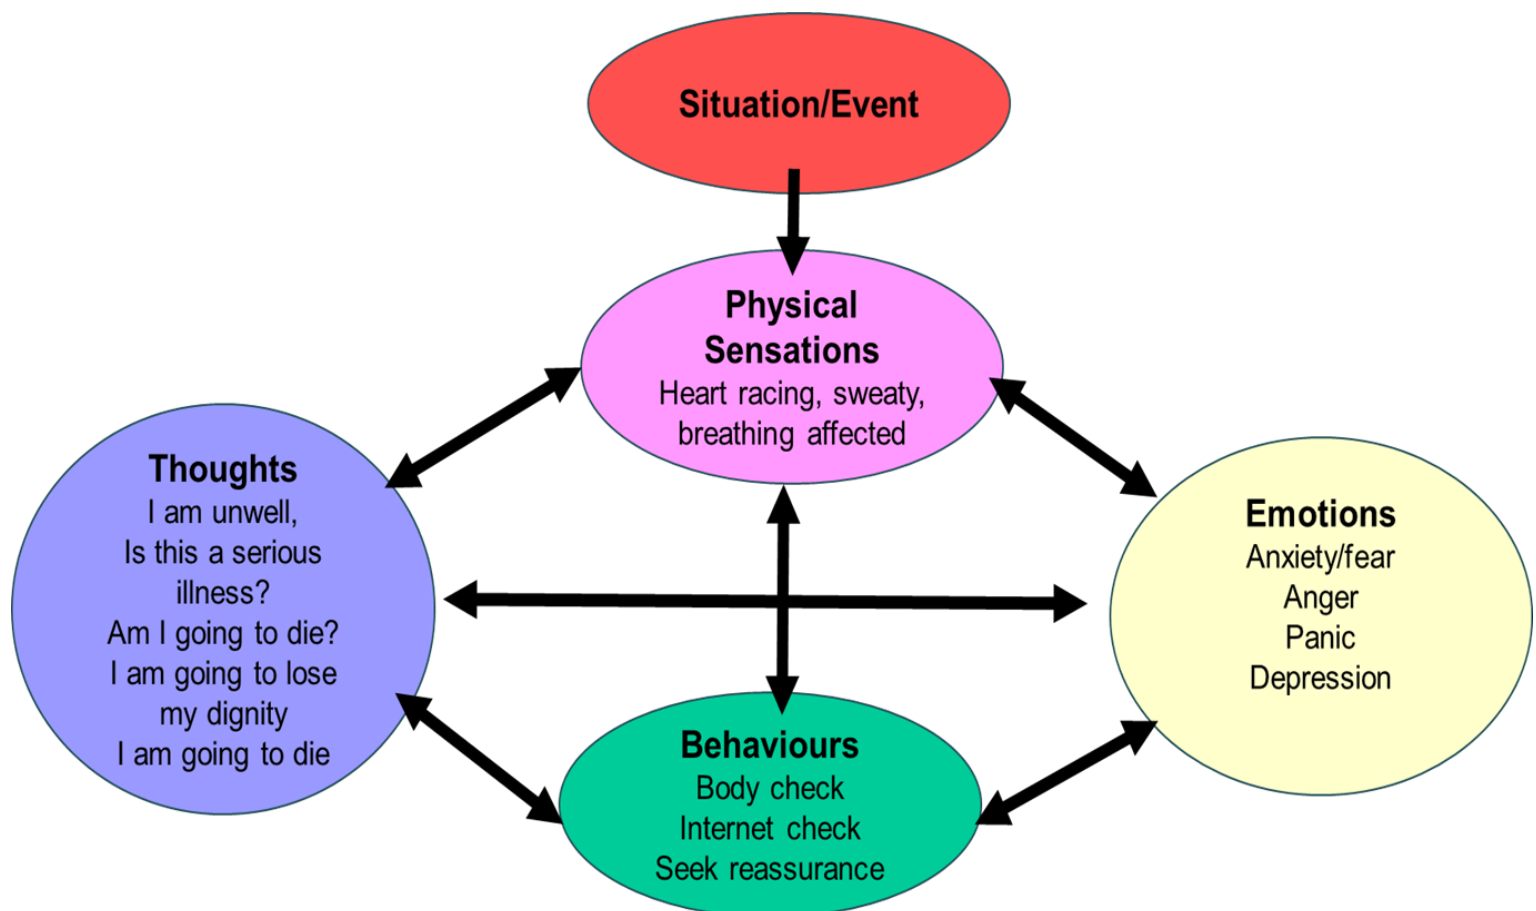 Situation/Event
Physical
Sensations
Heart racing, sweaty,
breathing affected
Thoughts
I am unwell,
Is this a serious
illness?
Am I going to die?
I am going to lose
my dignity
I am going to die
Emotions
Anxiety/fear
Anger
Panic
Depression
Behaviours
Body check
Internet check
Seek reassurance